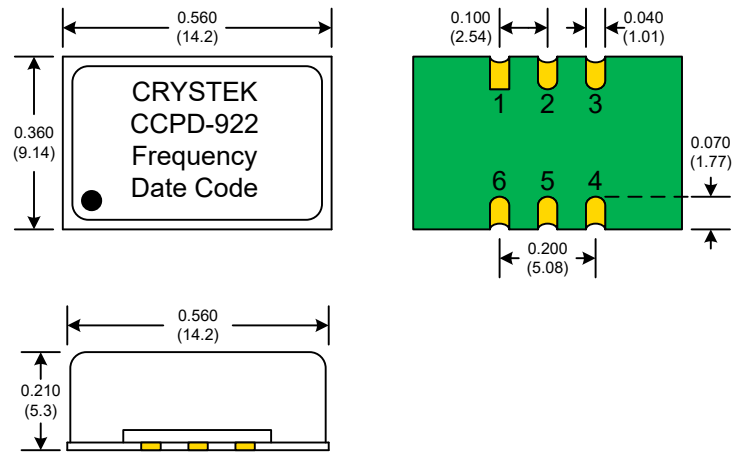 0.560
(14.2)
0.360
(9.14)
CRYSTEK
CCPD-922
Frequency
Date Code
0.100
(2.54)
0.040
(1.01)
1 2 3
6 5 4
0.070
(1.77)
0.200
(5.08)
0.560
(14.2)
0.210
(5.3)